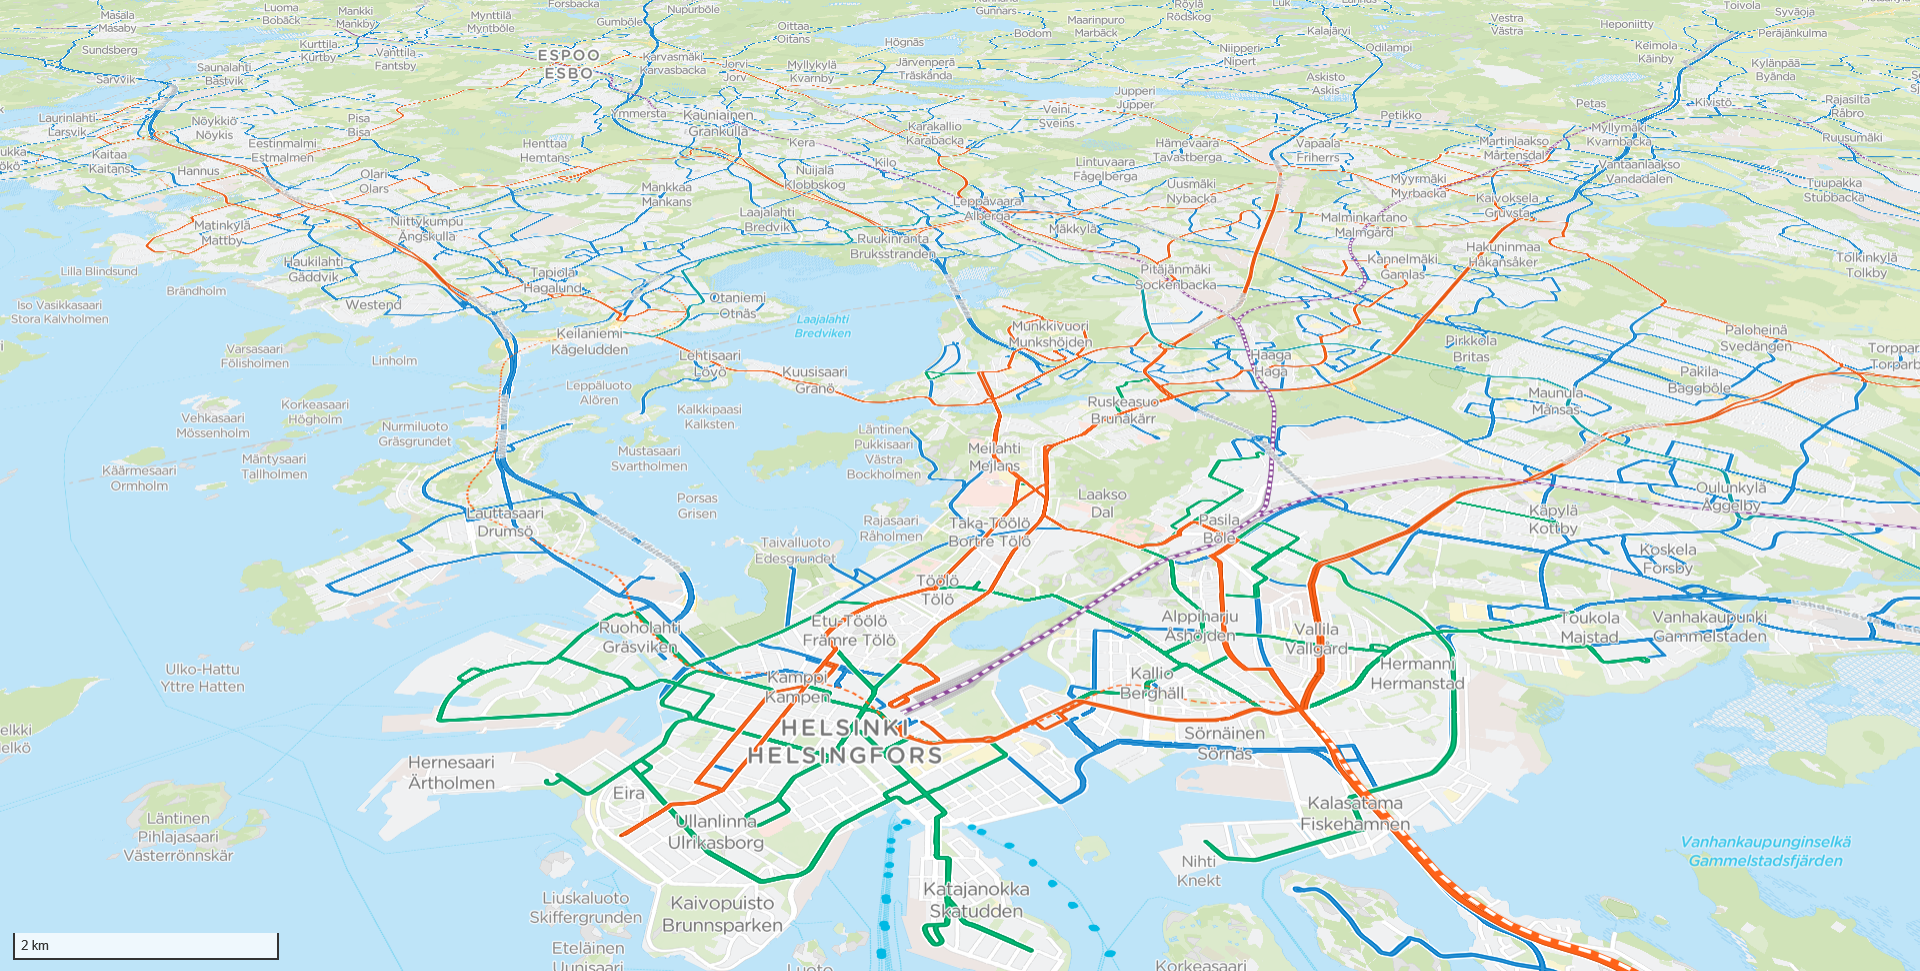 Masala
Masaby
Sundsberg
Luoma
Bobäck
Mankki
Mankby
Kurttila
Kurtby
Vanttila
Fantsby
Mynttilä
Myntböle
Forsbacka
Gumböle
Nupurböle
ESPOO
ESBO
Karvasmäki
Karvasbacka
Oittaa
Oitans
Högnäs
Gunnars
Bodom
Maarinpuro
Marbäck
Röylä
Rödskog
Luk
Kalajärvi
Odilampi
Vestra
Västra
Heponiitty
Toivola
Syväoja
Peräjänkulma
Keimola
Käinby
Kylänpää
Byända
Niipperi
Nipert
Askisto
Askis
Jupperi
Jupper
Järvenperä
Träskända
Myllykylä
Kvarnby
Jorvi
Jorv
Saunalahti
Bastvik
Sarvvik
Laurinlahti
Larsvik
Nöykkiö
Nöykis
Pisa
Bisa
Ymmersta
Kauniainen
Grankulla
Kera
Karakallio
Karabacka
Veini
Sveins
Petikko
Petas
Kivistö
Rajasilta
Råbro
Ruusumäki
Myllymäki
Kvarnbacka
Martinlaakso
Mårtensdal
Vapaala
Friherrs
Hämevaara
Tavastberga
Lintuvaara
Fågelberga
Kilo
Nuijala
Klobbskog
Henttaa
Hemtans
Eestinmalmi
Estmalmen
Kaitaa
Kaitans
Hannus
Olari
Olars
Mankkaa
Mankans
Leppävaara
Alberga
Uusmäki
Nybacka
Myyrmäki
Myrbacka
Vantaanlaakso
Vandadalen
Tuupakka
Stubbacka
Kaivoksela
Gruvsta
Malminkartano
Malmgård
Mäkkylä
Laajalahti
Bredvik
Niittykumpu
Ängskulla
Matinkylä
Mattby
Ruukinranta
Bruksstranden
Hakuninmaa
Håkansåker
Kannelmäki
Gamlas
Tolkinkylä
Tolkby
Pitäjänmäki
Sockenbacka
Haukilahti
Gäddvik
Lilla Blindsund
Brändholm
Iso Vasikkasaari
Stora Kalvholmen
Westend
Tapiola
Hagalund
Otaniemi
Otnäs
Laajalahti
Bredviken
Keilaniemi
Kägeludden
Munkkivuori
Munkshöjden
Haaga
Haga
Pirkkola
Britas
Paloheinä
Svedängen
Pakila
Baggböle
Maunula
Månsas
Varsasaari
Fölisholmen
Linholm
Lehtisaari
Lövö
Kuusisaari
Granö
Leppäluoto
Alören
Kalkkipaasi
Kalksten
Ruskeasuo
Brunakärr
Vehkasaari
Mössenholm
Korkeasaari
Högholm
Nurmiluoto
Gräsgrundet
Mäntysaari
Tallholmen
Käärmesaari
Ormholm
Mustasaari
Svartholmen
Läntinen
Pukkisaari
Västra
Bockholmen
Meilahti
Mejlans
Laakso
Dal
Porsas
Grisen
Rajasaari
Råholmen
Lauttasaari
Drumsö
Taivalluoto
Edesgrundet
Taka-Töölö
Bortre Tölö
Pasila
Böle
Käpylä
Kottby
Oulunkylä
Åggelby
Koskela
Forsby
Töölö
Tölö
Etu-Töölö
Främre Tölö
Ruoholahti
Gräsviken
Alppiharju
Åshöjden
Vallila
Vallgård
Toukola
Majstad
Vanhakaupunki
Gammelstaden
Hermanni
Hermanstad
Kallio
Berghäll
Kamppi
Kampen
Ulko-Hattu
Yttre Hatten
HELSINKI
HELSINGFORS
Sörnäinen
Sörnäs
Hernesaari
Ärtholmen
Eira
Ullanlinna
Ulrikasborg
Kalasatama
Fiskehamnen
Läntinen
Pihlajasaari
Västerrönnskär
Nihti
Knekt
Vanhankaupunginselkä
Gammelstadsfjärden
Katajanokka
Skatudden
Kaivopuisto
Brunnsparken
Liuskaluoto
Skiffergrunden
Eteläinen
Uunisaari
Luoto
Korkeasaari
2 km